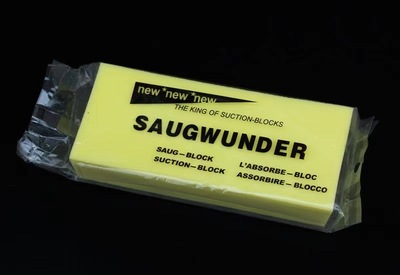 new *new *new
THE KING OF SUCTION-BLOCKS
SAUGWUNDER
SAUG-BLOCK L'ABSORBE-BLOC
SUCTION-BLOCK ASSORBIRE-BLOCCO